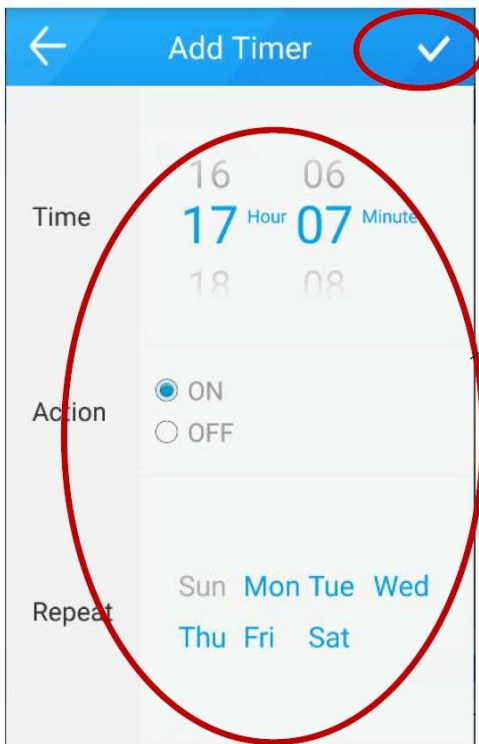 Add Timer
16 06
Time 17 Hour 07 Minute
18 08
Action
ON
OFF
Repeat
Sun Mon Tue Wed
Thu Fri Sat